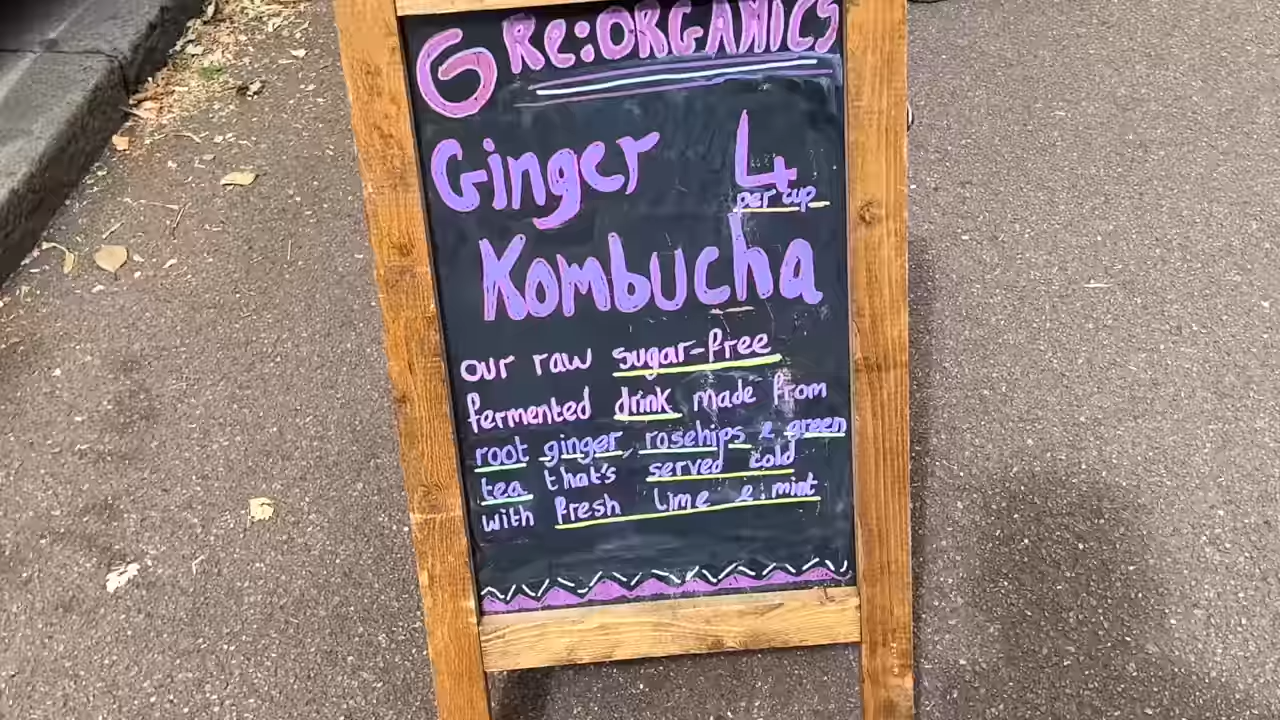 G Re:ORGANICS
Ginger 4
per cup
Kombucha
our raw sugar-free
fermented drink made from
root ginger, rosehips & green
tea that's served cold
with fresh lime & mint